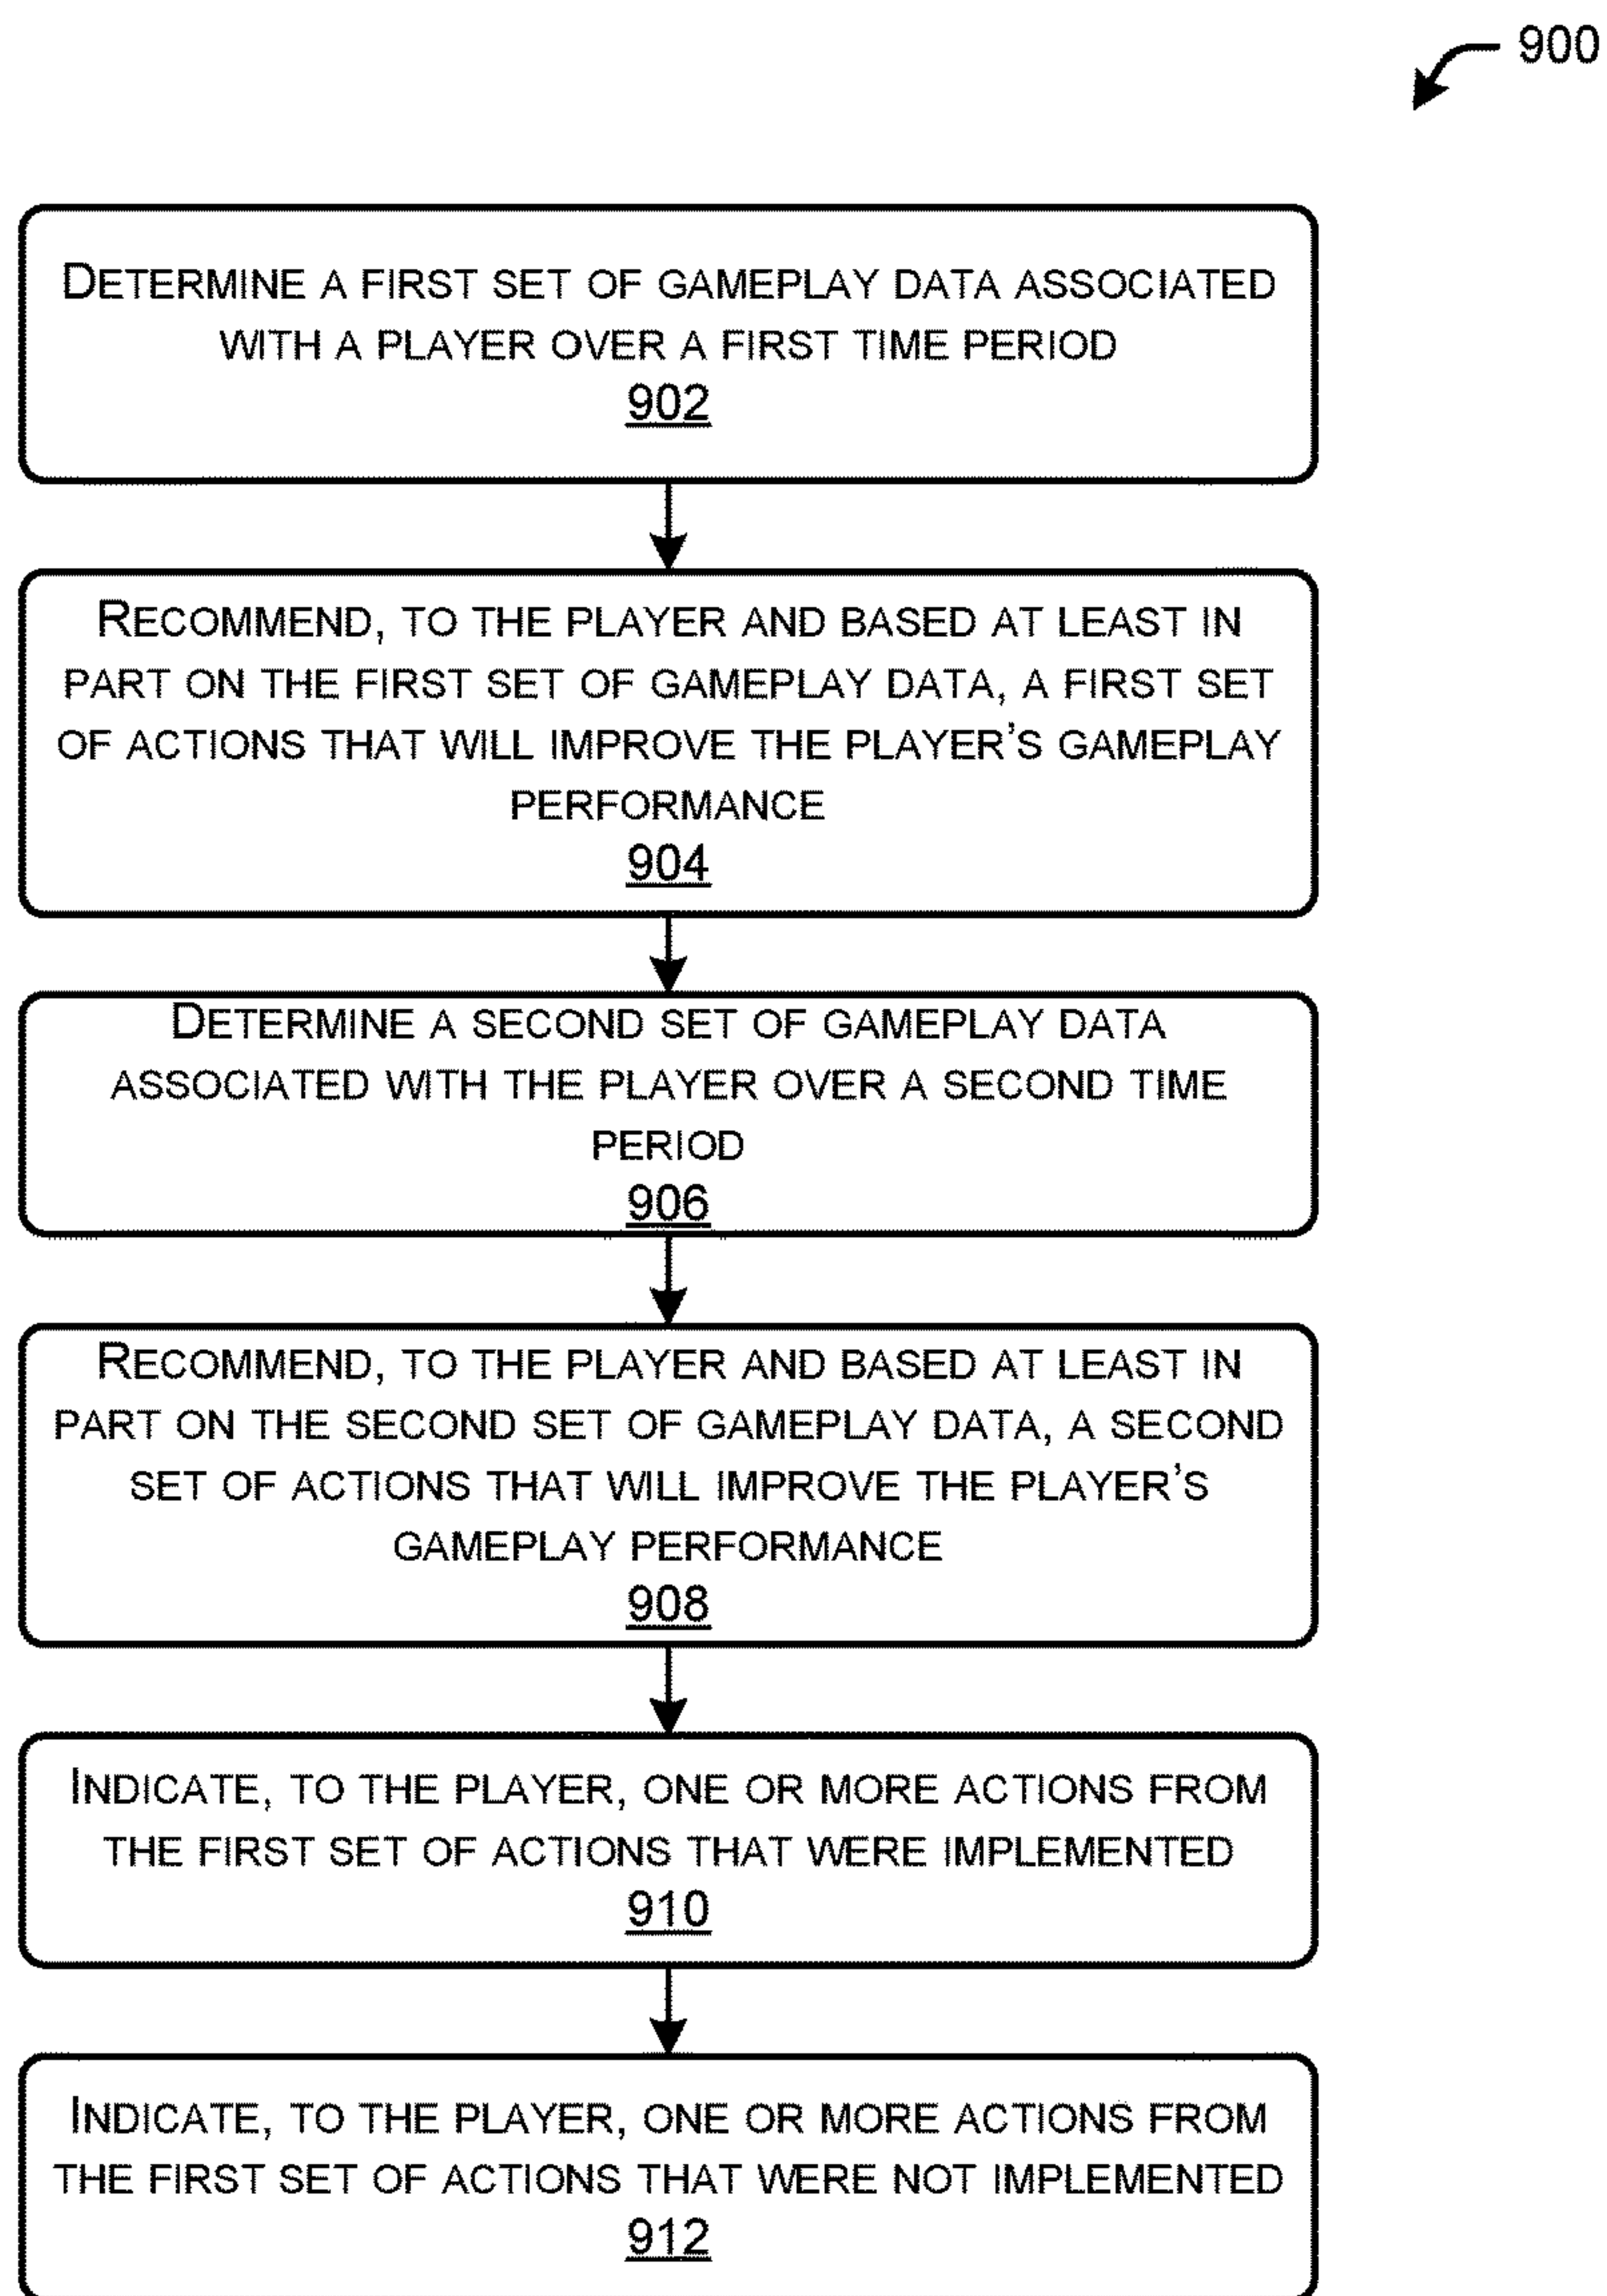 900
DETERMINE A FIRST SET OF GAMEPLAY DATA ASSOCIATED
WITH A PLAYER OVER A FIRST TIME PERIOD
902
RECOMMEND, TO THE PLAYER AND BASED AT LEAST IN
PART ON THE FIRST SET OF GAMEPLAY DATA, A FIRST SET
OF ACTIONS THAT WILL IMPROVE THE PLAYER'S GAMEPLAY
PERFORMANCE
904
DETERMINE A SECOND SET OF GAMEPLAY DATA
ASSOCIATED WITH THE PLAYER OVER A SECOND TIME
PERIOD
906
RECOMMEND, TO THE PLAYER AND BASED AT LEAST IN
PART ON THE SECOND SET OF GAMEPLAY DATA, A SECOND
SET OF ACTIONS THAT WILL IMPROVE THE PLAYER'S
GAMEPLAY PERFORMANCE
908
INDICATE, TO THE PLAYER, ONE OR MORE ACTIONS FROM
THE FIRST SET OF ACTIONS THAT WERE IMPLEMENTED
910
INDICATE, TO THE PLAYER, ONE OR MORE ACTIONS FROM
THE FIRST SET OF ACTIONS THAT WERE NOT IMPLEMENTED
912